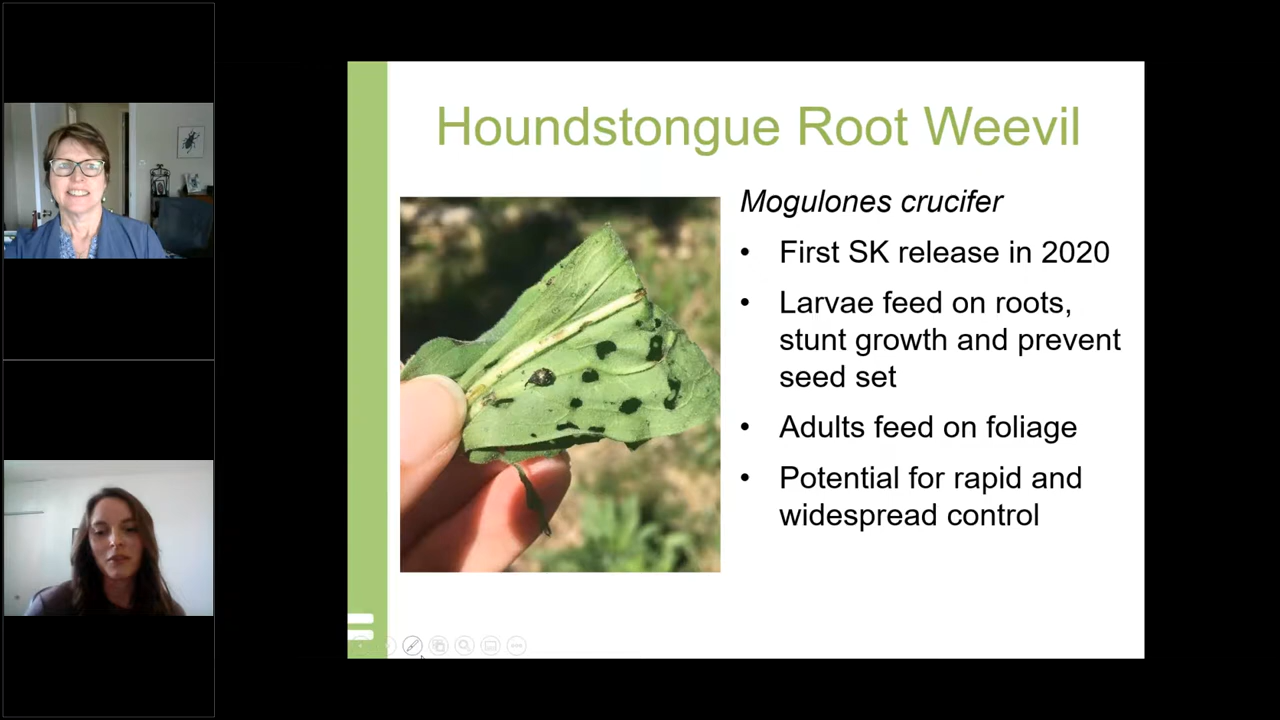 Houndstongue Root Weevil
Mogulones crucifer
• First SK release in 2020
• Larvae feed on roots,
stunt growth and prevent
seed set
• Adults feed on foliage
• Potential for rapid and
widespread control